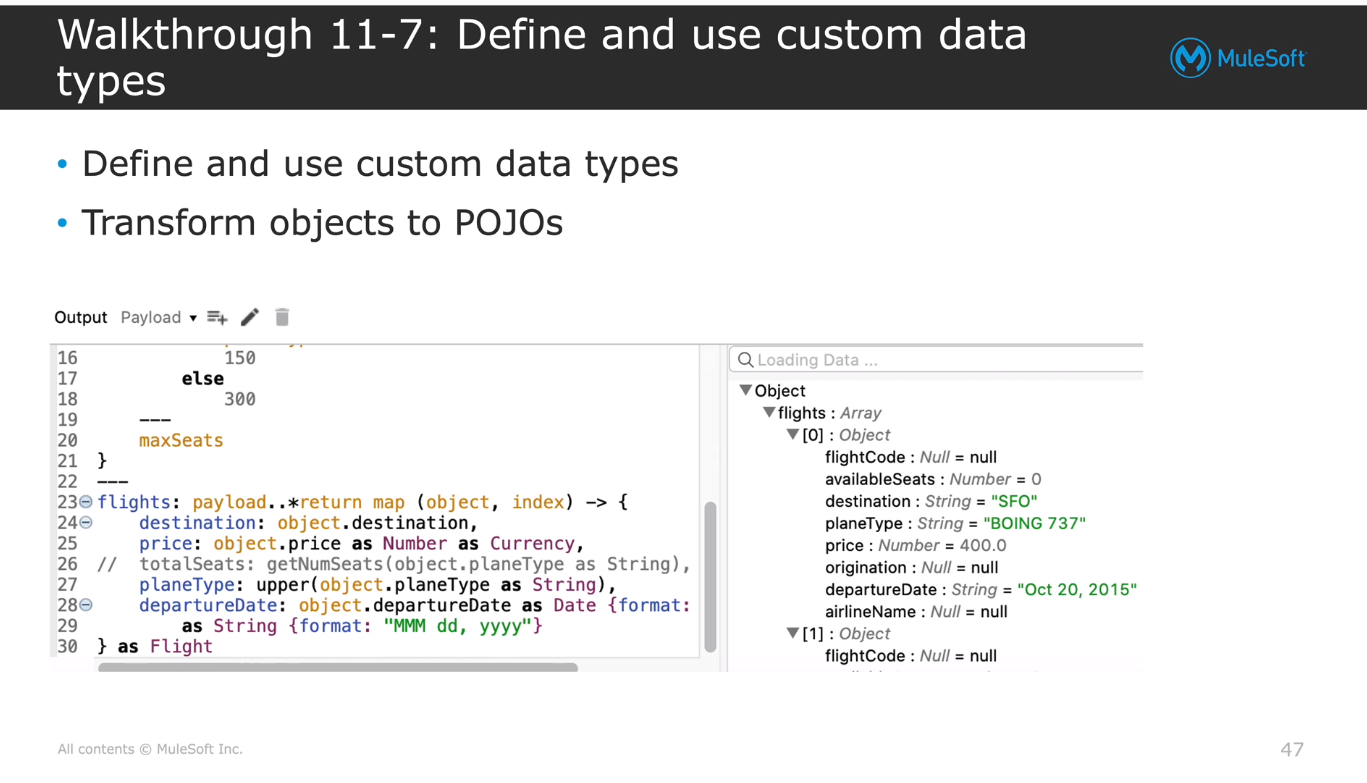 Walkthrough 11-7: Define and use custom data
types
MuleSoft
• Define and use custom data types
• Transform objects to POJOs
Output Payload
16 150
17 else
18 300
19 ---
20 maxSeats
21 }
22 ---
23 flights: payload..*return map (object, index) -> {
24 destination: object.destination,
25 price: object.price as Number as Currency,
26 // totalSeats: getNumSeats(object.planeType as String),
27 planeType: upper(object.planeType as String),
28 departureDate: object.departureDate as Date {format:
29 as String {format: "MMM dd, yyyy"}
30 } as Flight
Loading Data ...
Object
flights : Array
[0] : Object
flightCode : Null = null
availableSeats : Number = 0
destination : String = "SFO"
planeType : String = "BOING 737"
price : Number = 400.0
origination : Null = null
departureDate : String = "Oct 20, 2015"
airlineName : Null = null
[1] : Object
flightCode : Null = null
All contents © MuleSoft Inc.
47